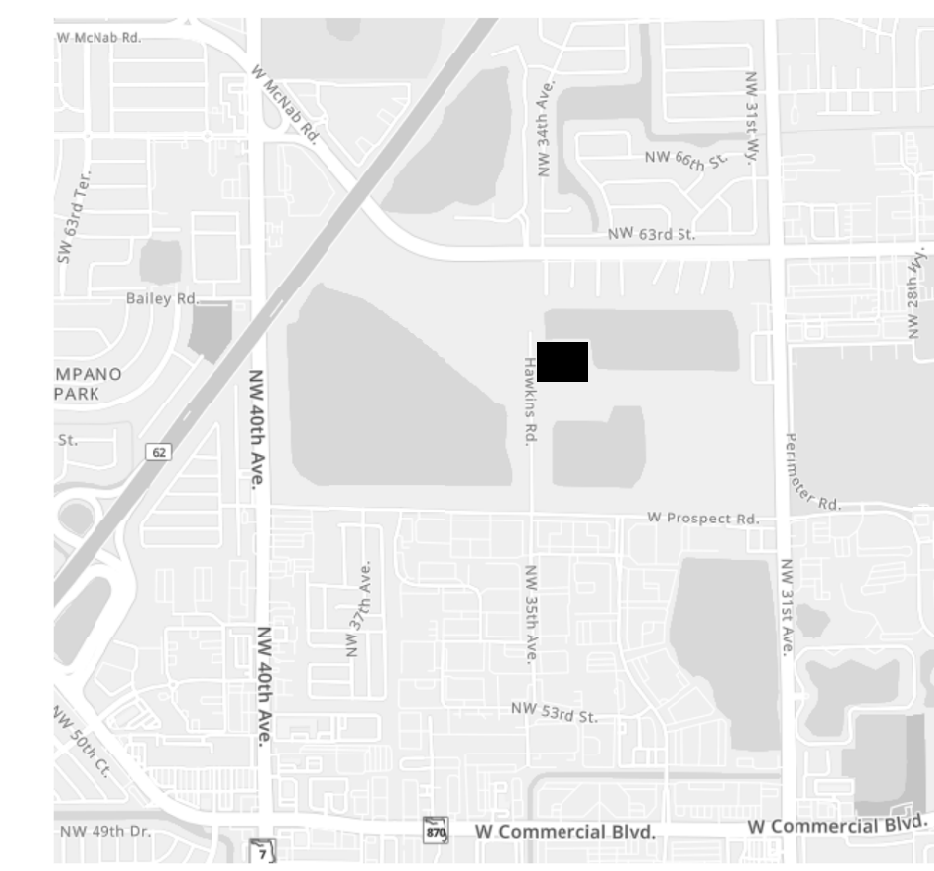 W McNab Rd.
W McNab Rd.
NW 34th Ave.
NW 31st Wy.
NW 66th St.
SW 63rd Ter.
NW 63rd St.
NW 28th Wy.
Bailey Rd.
MPANO
PARK
Hawkins Rd.
NW 40th Ave.
St.
62
Perimeter Rd.
W Prospect Rd.
NW 37th Ave.
NW 35th Ave.
NW 31st Ave.
NW 40th Ave.
NW 53rd St.
NW 50th Ct.
NW 49th Dr.
870
W Commercial Blvd.
W Commercial Blvd.
7